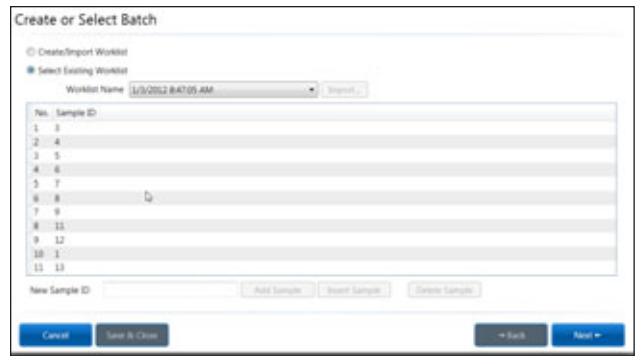 Create or Select Batch
Create/Import Worklist
Select Existing Worklist
Worklist Name 1/3/2012 8:47:05 AM Import...
No. Sample ID
1 3
2 4
3 5
4 6
5 7
6 8
7 9
8 11
9 12
10 1
11 13
New Sample ID Add Sample Insert Sample Delete Sample
Cancel Save & Close Back Next